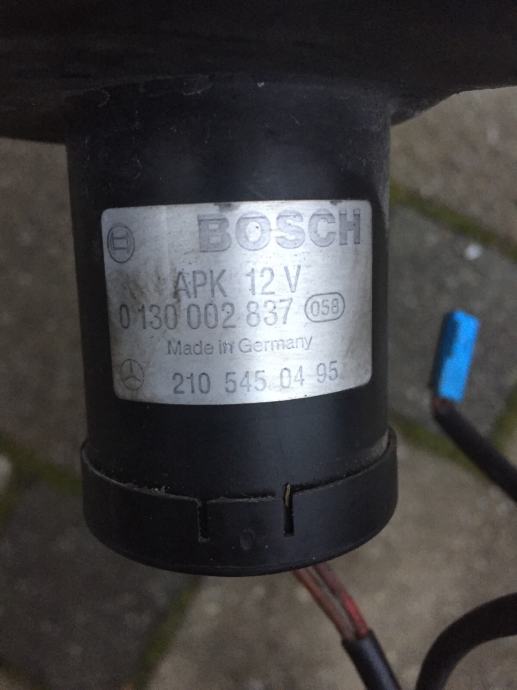 BOSCH
APK 12 V
0 130 002 837 058
Made in Germany
210 545 04 95